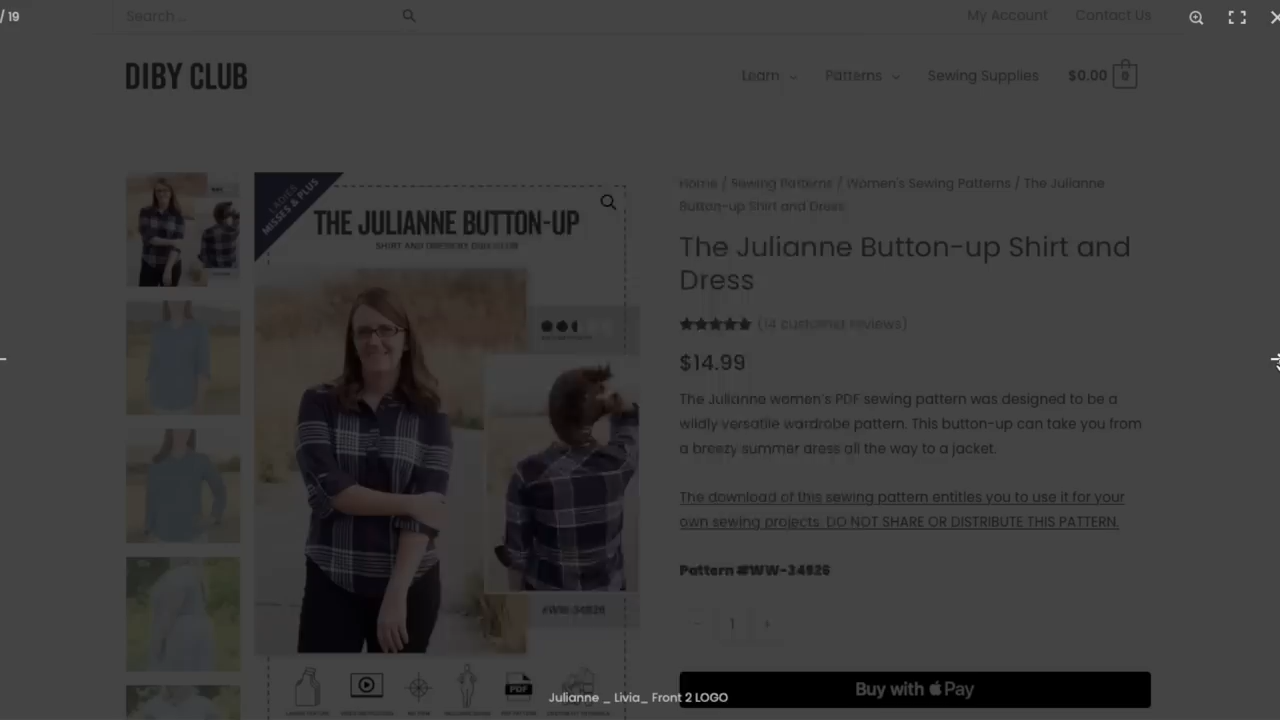 / 19
Search ...
My Account
Contact Us
DIBY CLUB
Learn
Patterns
Sewing Supplies
$0.00
0
LADIES
MISSES & PLUS
THE JULIANNE BUTTON-UP
SHIRT AND
#WW-34826
PDF
Home / Sewing Patterns / Women's Sewing Patterns / The Julianne
Button-up Shirt and Dress
The Julianne Button-up Shirt and
Dress
(14 customer reviews)
$14.99
The Julianne women's PDF sewing pattern was designed to be a
wildly versatile wardrobe pattern. This button-up can take you from
a breezy summer dress all the way to a jacket.
The download of this sewing pattern entitles you to use it for your
own sewing projects. DO NOT SHARE OR DISTRIBUTE THIS PATTERN.
Pattern #WW-34826
- 1 +
Buy with Pay
Julianne _ Livia_ Front 2 LOGO